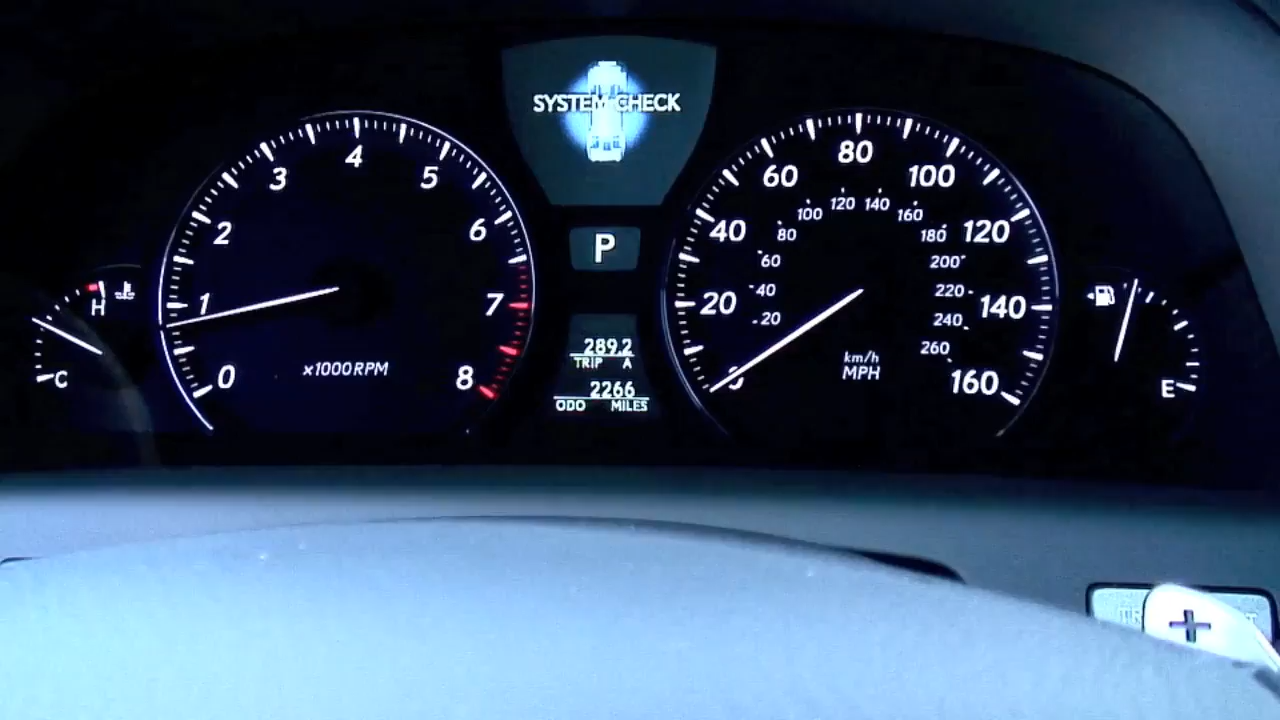 SYSTEM CHECK
0 1 2 3 4 5 6 7 8
x1000RPM
H
C
P
289.2
TRIP A
2266
ODO MILES
0 20 40 60 80 100 120 140 160
20 40 60 80 100 120 140 160 180 200 220 240 260
km/h
MPH
E
+